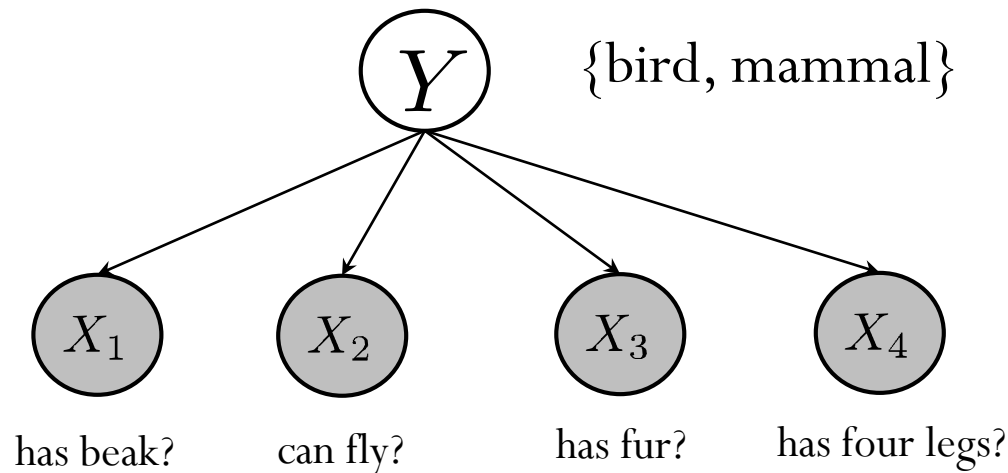 Y
{bird, mammal}
X₁
X₂
X₃
X₄
has beak?
can fly?
has fur?
has four legs?